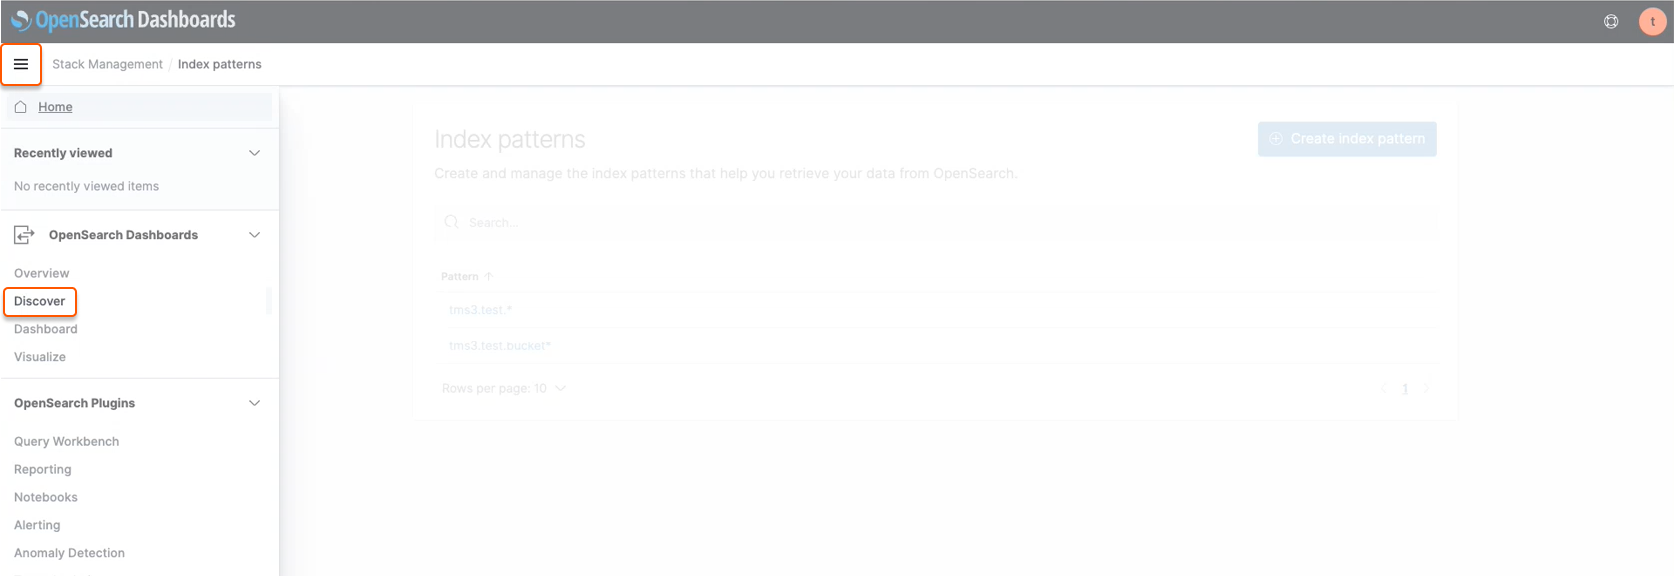 OpenSearch Dashboards
t
Stack Management / Index patterns
Home
Recently viewed
No recently viewed items
OpenSearch Dashboards
Overview
Discover
Dashboard
Visualize
OpenSearch Plugins
Query Workbench
Reporting
Notebooks
Alerting
Anomaly Detection
Index patterns
Create index pattern
Create and manage the index patterns that help you retrieve your data from OpenSearch.
Search...
Pattern ↑
tms3.test.*
tms3.test.bucket*
Rows per page: 10
< 1 >